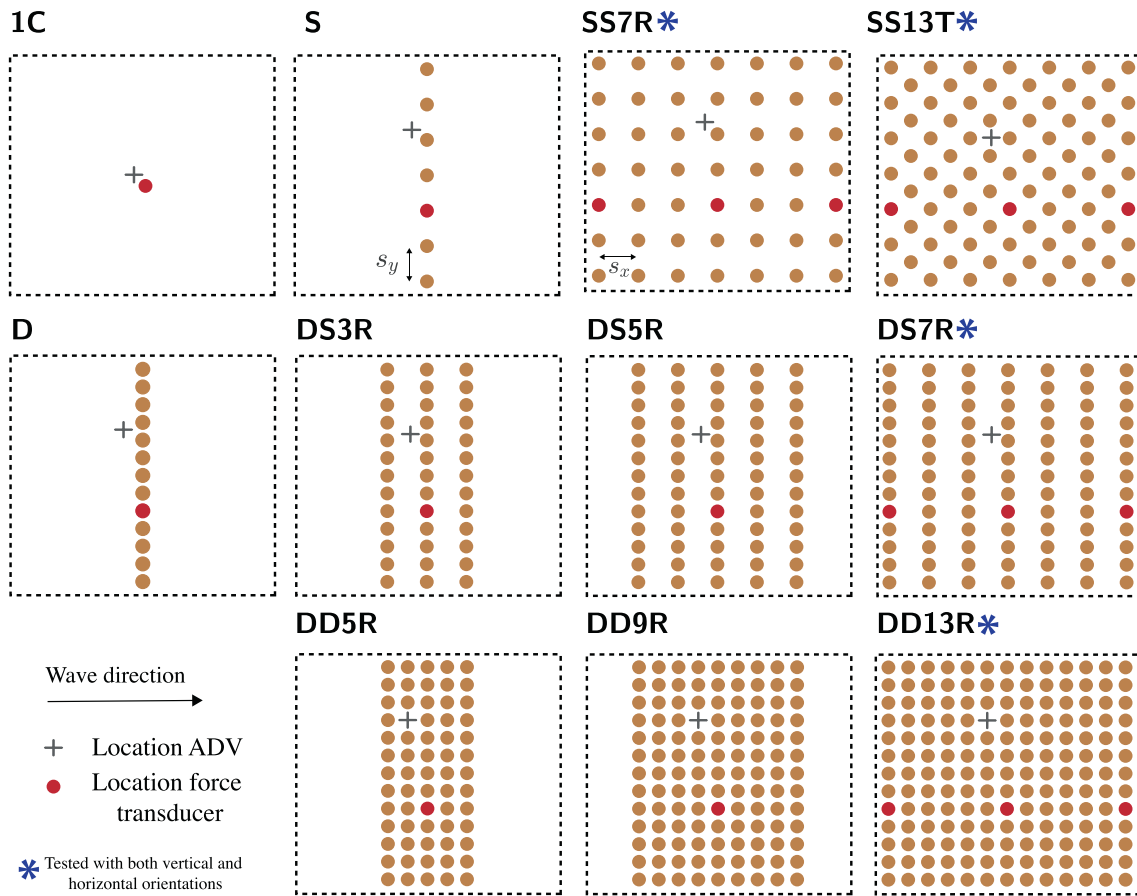 1C
S
SS7R*
SS13T*
s_y
s_x
D
DS3R
DS5R
DS7R*
DD5R
DD9R
DD13R*
Wave direction
Location ADV
Location force
transducer
* Tested with both vertical and
horizontal orientations